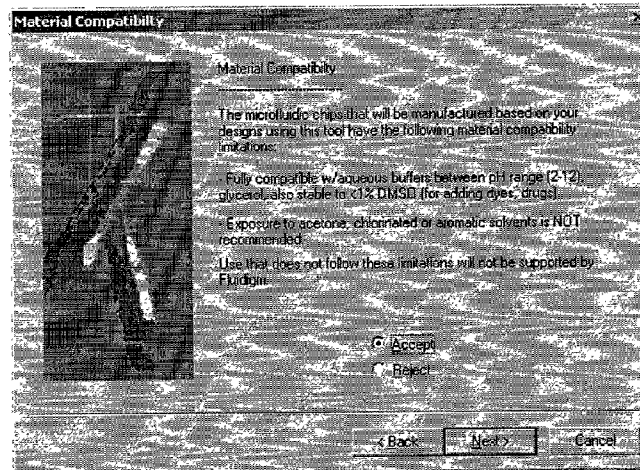 Material Compatibilty
Material Compatibilty
--------------------------
The microfluidic chips that will be manufactured based on your
designs using this tool have the following material compatibility
limitations:
- Fully compatible w/aqueous buffers between pH range (2-12),
glycerol, also stable to <1% DMSO (for adding dyes, drugs)
- Exposure to acetone, chlorinated or aromatic solvents is NOT
recommended.
Use that does not follow these limitations will not be supported by
Fluidigm.
Accept
Reject
< Back
Next >
Cancel